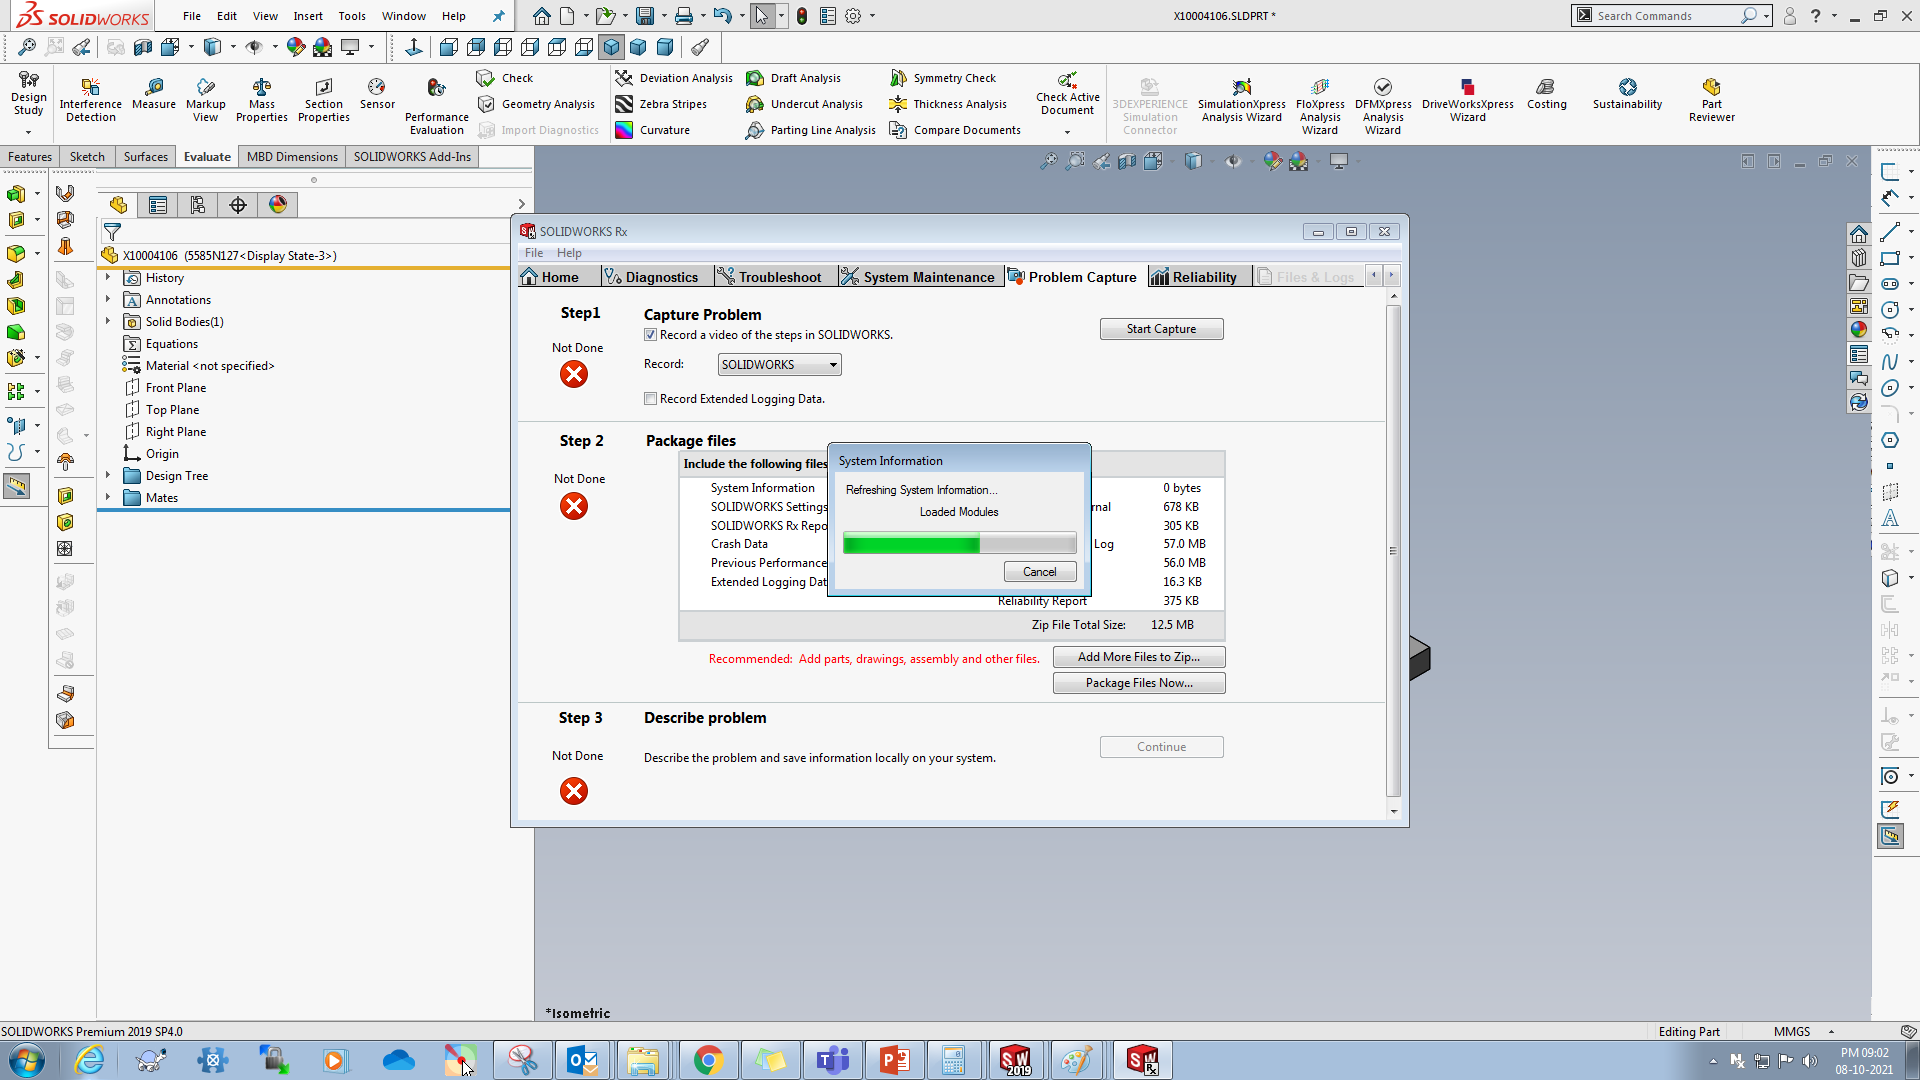 SOLIDWORKS
File Edit View Insert Tools Window Help
X10004106.SLDPRT *
Search Commands
Design Study
Interference Detection
Measure
Markup View
Mass Properties
Section Properties
Sensor
Performance Evaluation
Check
Geometry Analysis
Import Diagnostics
Deviation Analysis
Zebra Stripes
Curvature
Draft Analysis
Undercut Analysis
Parting Line Analysis
Symmetry Check
Thickness Analysis
Compare Documents
Check Active Document
3DEXPERIENCE Simulation Connector
SimulationXpress Analysis Wizard
FloXpress Analysis Wizard
DFMXpress Analysis Wizard
DriveWorksXpress Wizard
Costing
Sustainability
Part Reviewer
Features Sketch Surfaces Evaluate MBD Dimensions SOLIDWORKS Add-Ins
X10004106 (5585N127<Display State-3>)
History
Annotations
Solid Bodies(1)
Equations
Material <not specified>
Front Plane
Top Plane
Right Plane
Origin
Design Tree
Mates
SOLIDWORKS Rx
File Help
Home Diagnostics Troubleshoot System Maintenance Problem Capture Reliability Files & Logs
Step1
Capture Problem
Record a video of the steps in SOLIDWORKS.
Start Capture
Not Done
Record: SOLIDWORKS
Record Extended Logging Data.
Step 2
Package files
Include the following files
Not Done
System Information 0 bytes
SOLIDWORKS Settings rnal 678 KB
SOLIDWORKS Rx Repo 305 KB
Crash Data Log 57.0 MB
Previous Performance 56.0 MB
Extended Logging Dat 16.3 KB
Reliability Report 375 KB
Zip File Total Size: 12.5 MB
System Information
Refreshing System Information...
Loaded Modules
Cancel
Recommended: Add parts, drawings, assembly and other files.
Add More Files to Zip...
Package Files Now...
Step 3
Describe problem
Not Done
Describe the problem and save information locally on your system.
Continue
*Isometric
SOLIDWORKS Premium 2019 SP4.0
Editing Part
MMGS
PM 09:02
08-10-2021